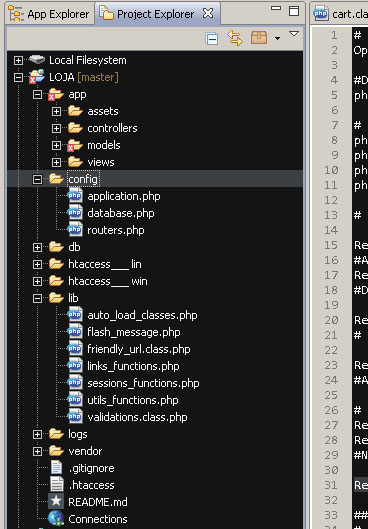 App Explorer
Project Explorer
cart.cla
Local Filesystem
LOJA [master]
app
assets
controllers
models
views
config
application.php
database.php
routers.php
db
htaccess___ lin
htaccess___ win
lib
auto_load_classes.php
flash_message.php
friendly_url.class.php
links_functions.php
sessions_functions.php
utils_functions.php
validations.class.php
logs
vendor
.gitignore
.htaccess
README.md
Connections
1 #
2 Op
3
4 #D
5 ph
6
7 #
8 ph
9 ph
10 ph
11 ph
12
13 #
14
15 Re
16 #A
17 Re
18 #D
19
20 Re
21 #
22
23 Re
24 #A
25
26 #
27 Re
28 Re
29 #N
30
31 Re
32
33 ##
34 #